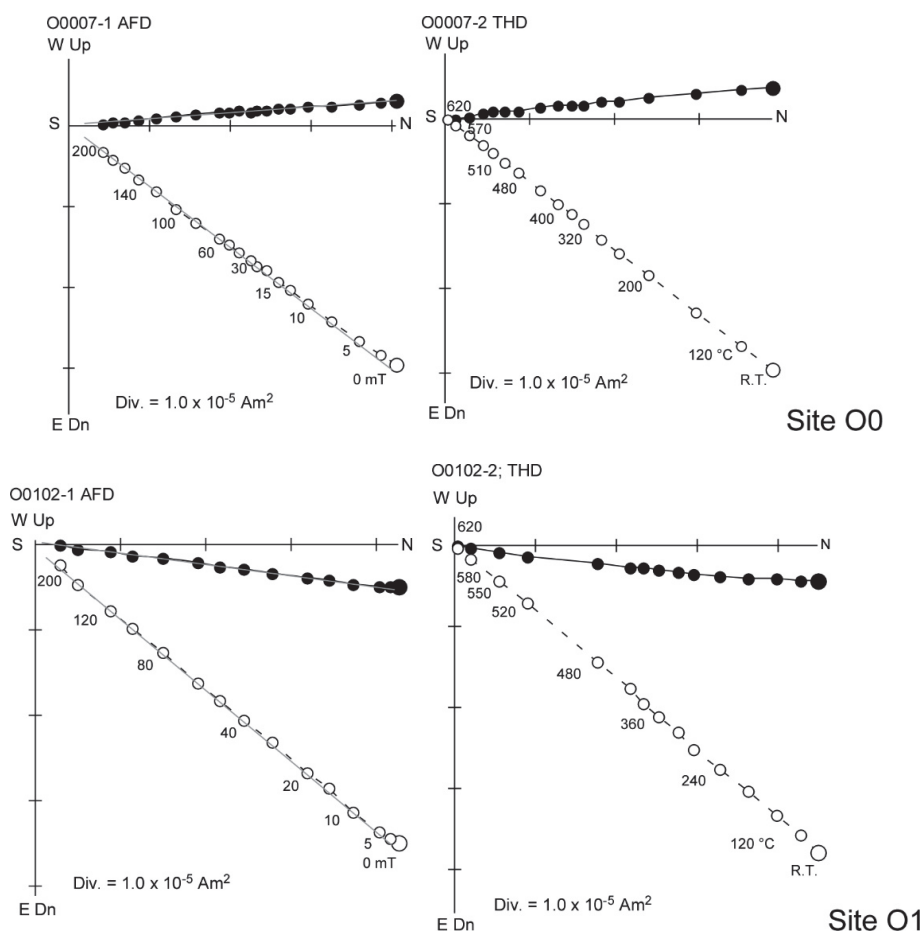 O0007-1 AFD
W Up
S
N
200
140
100
60
30
15
10
5
0 mT
Div. = 1.0 x 10⁻⁵ Am²
E Dn
O0007-2 THD
W Up
620
S
N
570
510
480
400
320
200
120 °C
R.T.
Div. = 1.0 x 10⁻⁵ Am²
E Dn
Site O0
O0102-1 AFD
W Up
S
N
200
120
80
40
20
10
5
0 mT
Div. = 1.0 x 10⁻⁵ Am²
E Dn
O0102-2; THD
W Up
620
S
N
580
550
520
480
360
240
120 °C
R.T.
Div. = 1.0 x 10⁻⁵ Am²
E Dn
Site O1